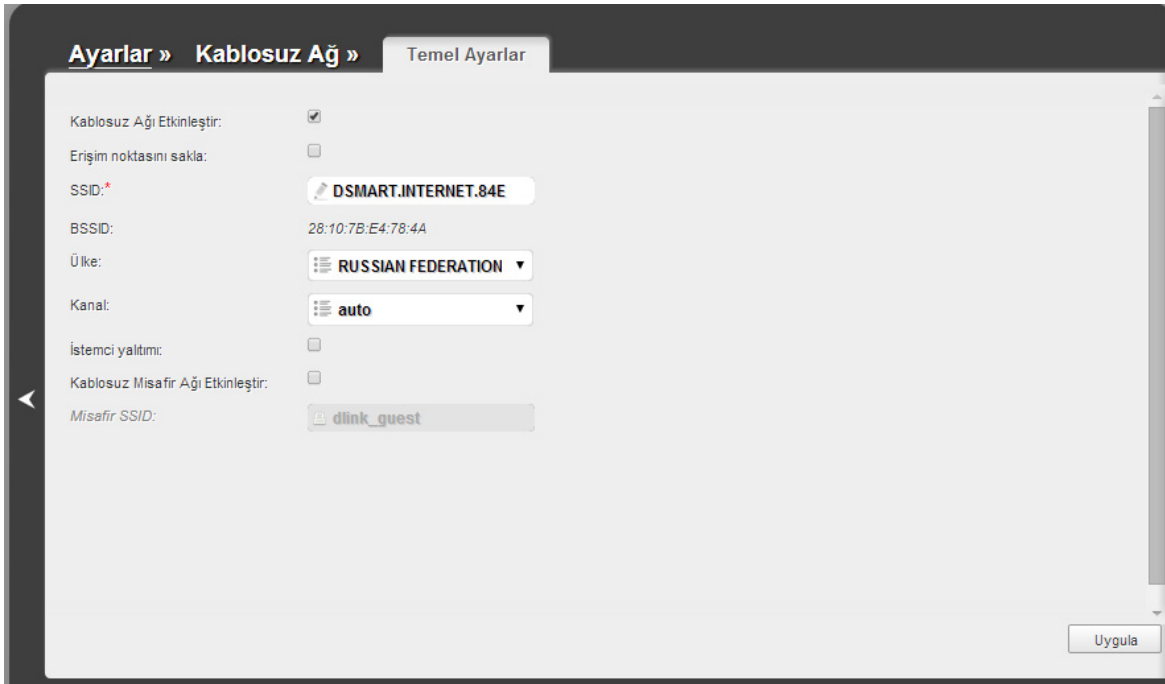 Ayarlar » Kablosuz Ağ » Temel Ayarlar
Kablosuz Ağı Etkinleştir:
Erişim noktasını sakla:
SSID:* DSMART.INTERNET.84E
BSSID: 28:10:7B:E4:78:4A
Ülke: RUSSIAN FEDERATION
Kanal: auto
İstemci yalıtımı:
Kablosuz Misafir Ağı Etkinleştir:
Misafir SSID: dlink_guest
Uygula